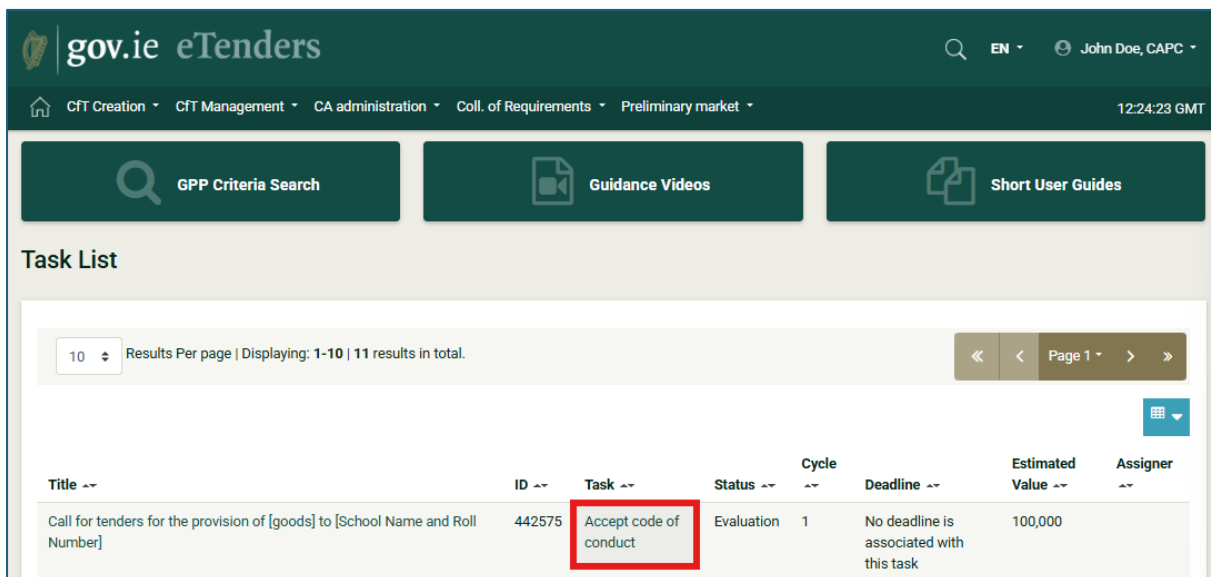 gov.ie eTenders
EN
John Doe, CAPC
CfT Creation CfT Management CA administration Coll. of Requirements Preliminary market
12:24:23 GMT
GPP Criteria Search
Guidance Videos
Short User Guides
Task List
10 Results Per page | Displaying: 1-10 | 11 results in total.
« < Page 1 > »
Title ID Task Status Cycle Deadline Estimated Value Assigner
Call for tenders for the provision of [goods] to [School Name and Roll
Number]
442575
Accept code of
conduct
Evaluation
1
No deadline is
associated with
this task
100,000